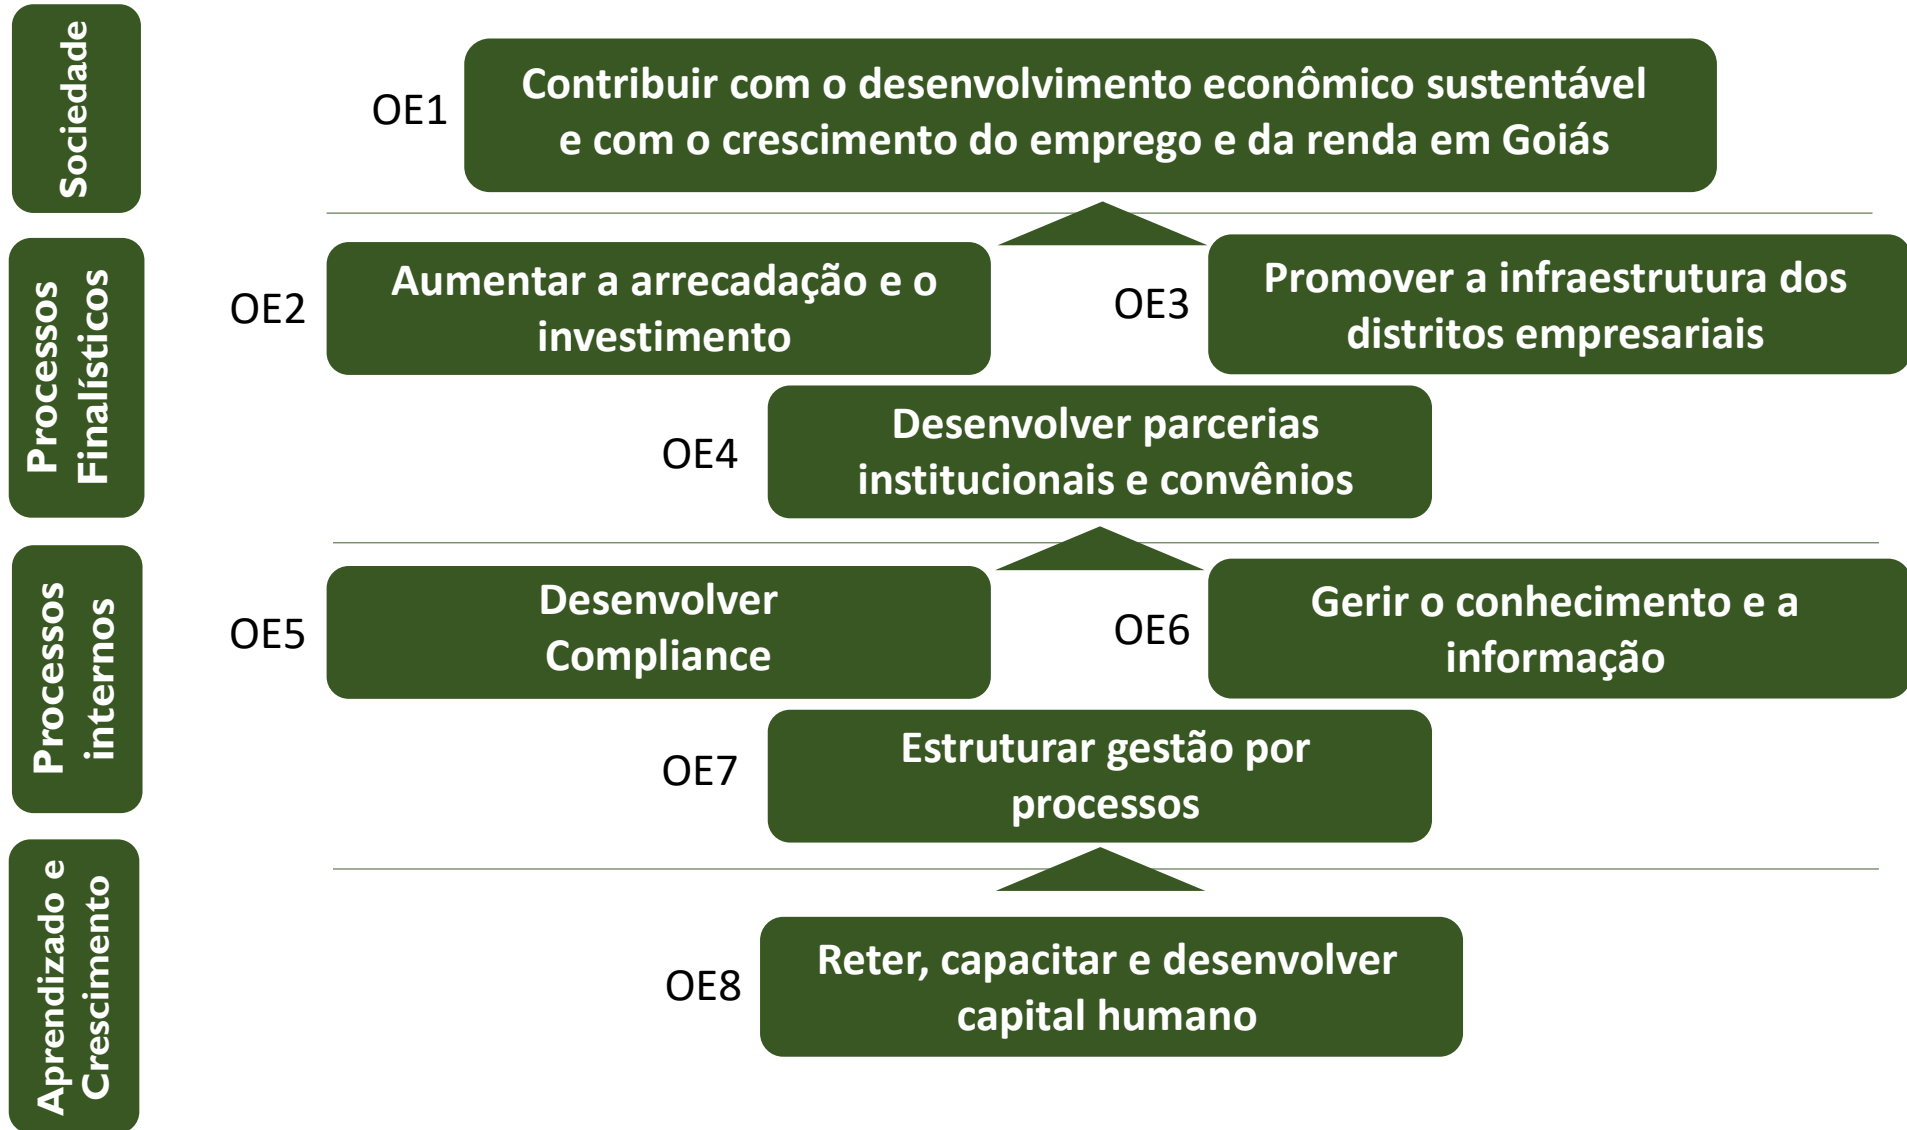 Sociedade
OE1
Contribuir com o desenvolvimento econômico sustentável
e com o crescimento do emprego e da renda em Goiás
Processos
Finalísticos
OE2
Aumentar a arrecadação e o
investimento
OE3
Promover a infraestrutura dos
distritos empresariais
OE4
Desenvolver parcerias
institucionais e convênios
Processos
internos
OE5
Desenvolver
Compliance
OE6
Gerir o conhecimento e a
informação
OE7
Estruturar gestão por
processos
Aprendizado e
Crescimento
OE8
Reter, capacitar e desenvolver
capital humano